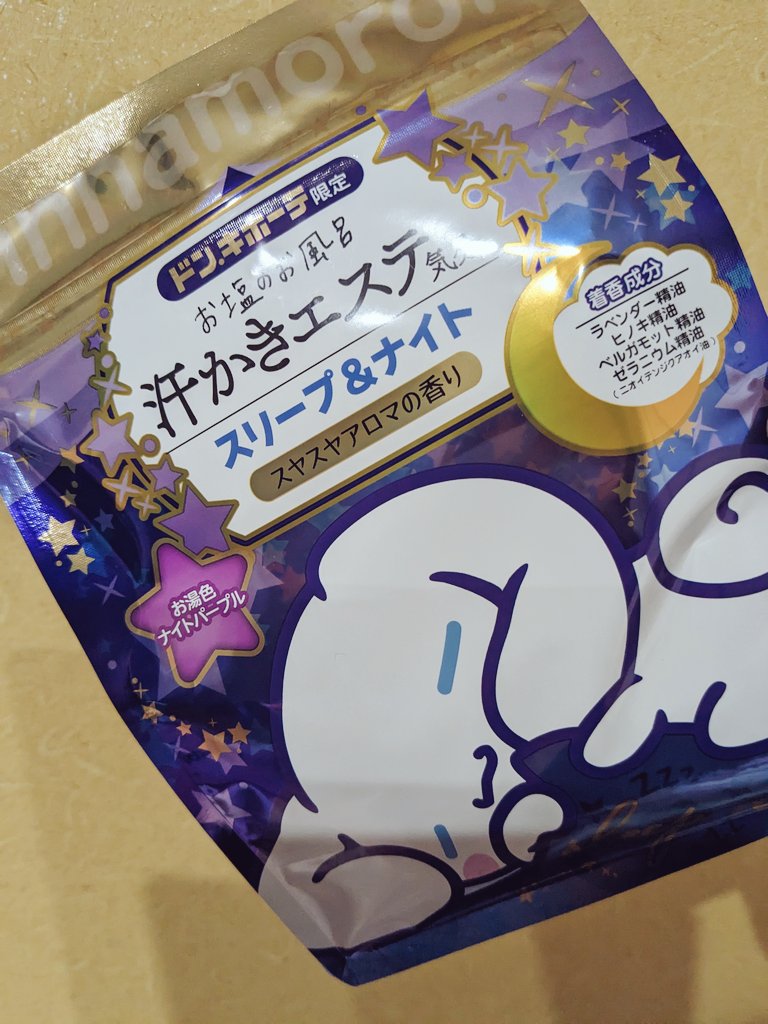 ドン.キホーテ限定
お塩のお風呂
汗かきエステ気分
スリープ&ナイト
スヤスヤアロマの香り
着香成分
ラベンダー精油
ヒノキ精油
ベルガモット精油
ゼラニウム精油
(ニオイテンジクアオイ油)
お湯色
ナイトパープル
zzz